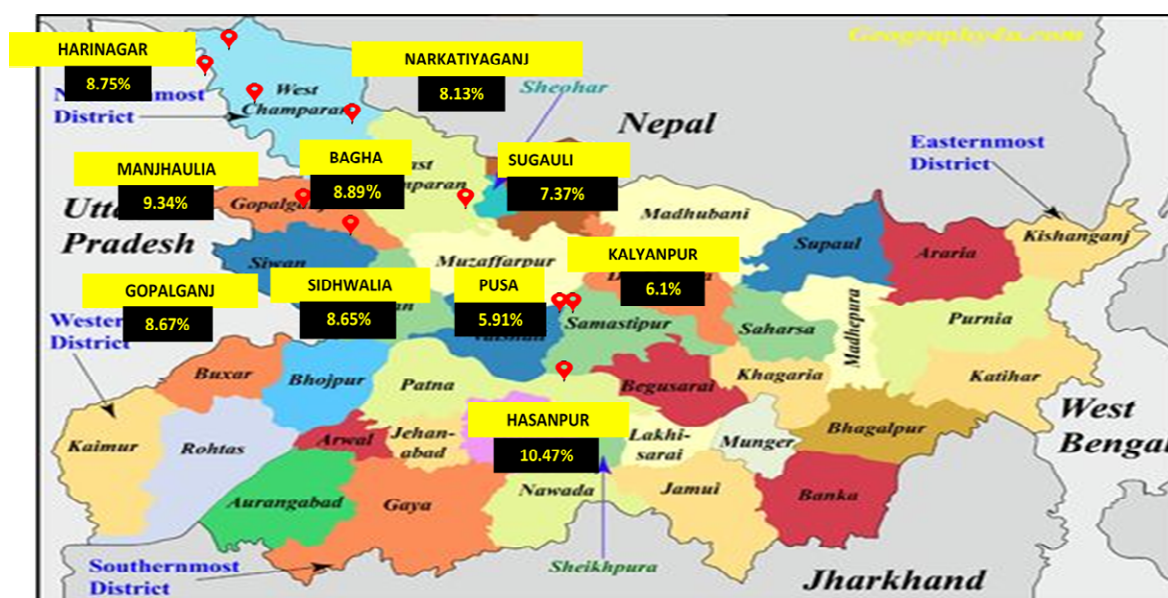 Geography4u.com
HARINAGAR
8.75%
NARKATIYAGANJ
8.13%
West
Champaran
District
Sheohar
Nepal
Easternmost
District
MANJHAULIA
9.34%
BAGHA
8.89%
SUGAULI
7.37%
Pradesh
Madhubani
Supaul
Araria
Kishanganj
Siwan
Muzaffarpur
KALYANPUR
6.1%
GOPALGANJ
8.67%
SIDHWALIA
8.65%
PUSA
5.91%
District
Samastipur
Saharsa
Madhepura
Purnia
Buxar
Bhojpur
Patna
Begusarai
Khagaria
Katihar
HASANPUR
10.47%
West
Kaimur
Rohtas
Arwal
Jehan-
abad
Lakhi-
sarai
Munger
Bhagalpur
Aurangabad
Gaya
Nawada
Jamui
Banka
Southernmost
District
Sheikhpura
Jharkhand